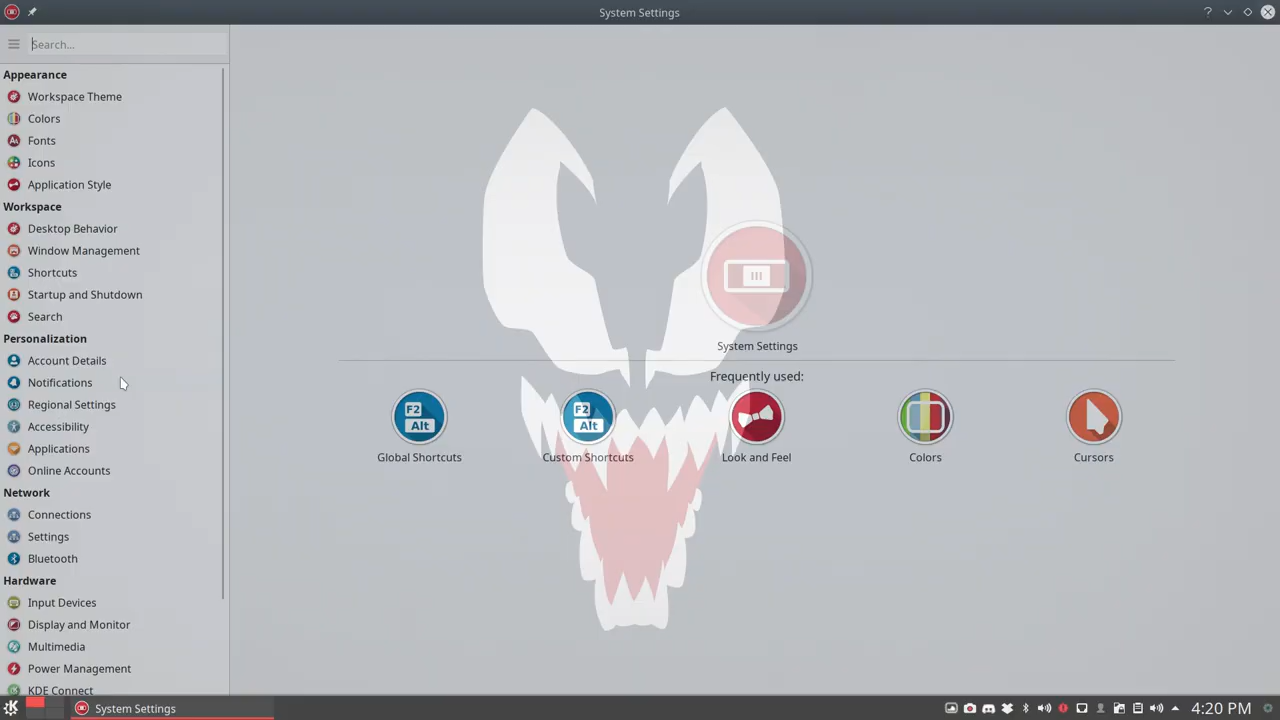 System Settings
Search...
Appearance
Workspace Theme
Colors
Fonts
Icons
Application Style
Workspace
Desktop Behavior
Window Management
Shortcuts
Startup and Shutdown
Search
Personalization
Account Details
Notifications
Regional Settings
Accessibility
Applications
Online Accounts
Network
Connections
Settings
Bluetooth
Hardware
Input Devices
Display and Monitor
Multimedia
Power Management
KDE Connect
System Settings
Frequently used:
F2
Alt
F2
Alt
Global Shortcuts
Custom Shortcuts
Look and Feel
Colors
Cursors
System Settings
4:20 PM